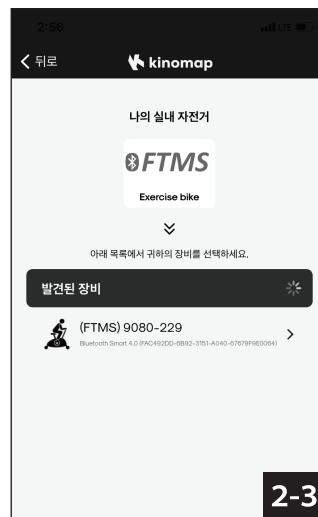 2:56
LTE
뒤로
kinomap
나의 실내 자전거
FTMS
Exercise bike
아래 목록에서 귀하의 장비를 선택하세요.
발견된 장비
(FTMS) 9080-229
Bluetooth Smart 4.0 (FAC492DD-6B92-3151-A040-67679F9E0064)
2-3